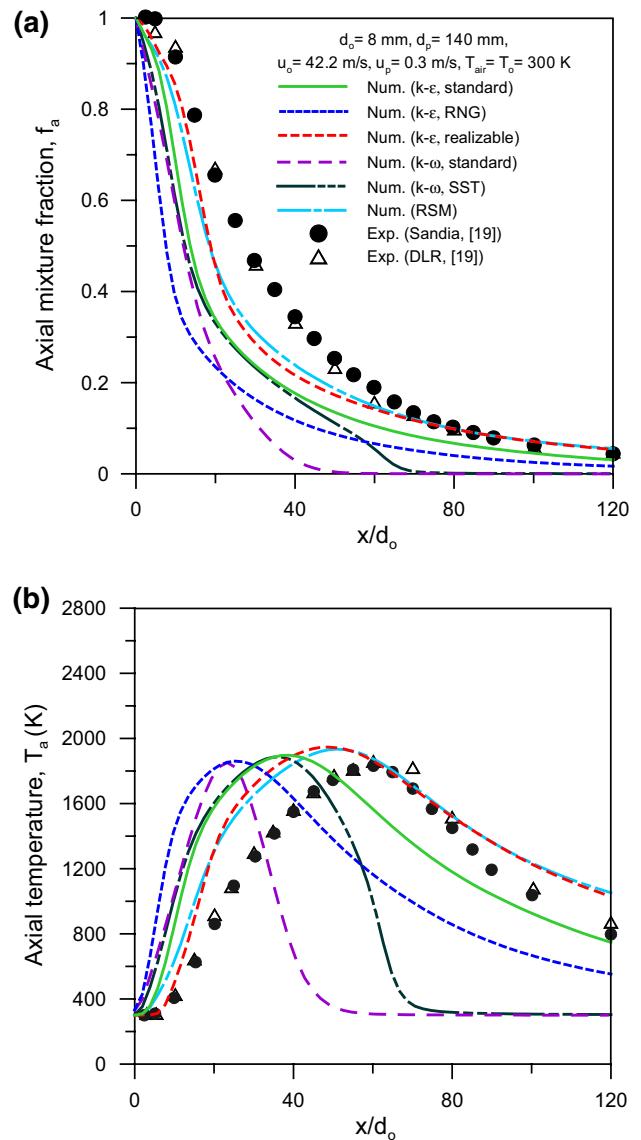 (a)
d₀= 8 mm, dₚ= 140 mm,
u₀= 42.2 m/s, uₚ= 0.3 m/s, T_air= T₀= 300 K
Num. (k-ε, standard)
Num. (k-ε, RNG)
Num. (k-ε, realizable)
Num. (k-ω, standard)
Num. (k-ω, SST)
Num. (RSM)
Exp. (Sandia, [19])
Exp. (DLR, [19])
Axial mixture fraction, fₐ
1
0.8
0.6
0.4
0.2
0
0 40 80 120
x/d₀
(b)
Axial temperature, Tₐ (K)
2800
2400
2000
1600
1200
800
400
0
0 40 80 120
x/d₀